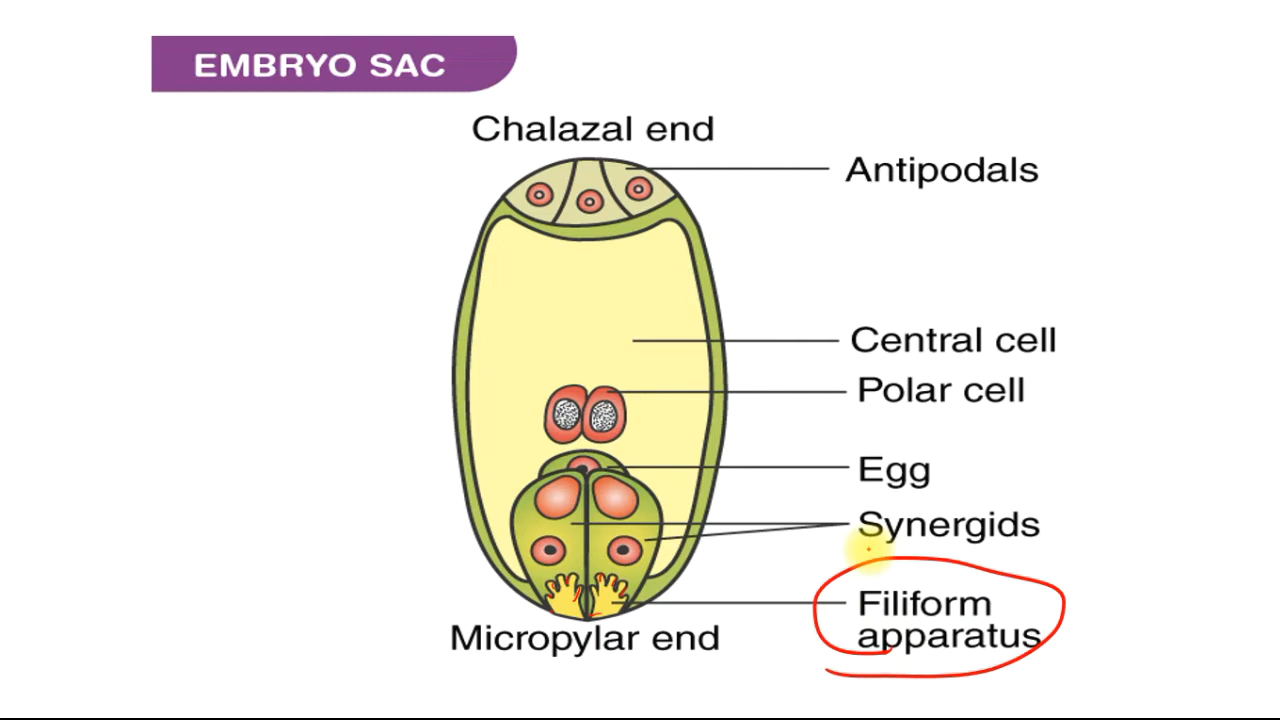 EMBRYO SAC
Chalazal end
Antipodals
Central cell
Polar cell
Egg
Synergids
Filiform
apparatus
Micropylar end